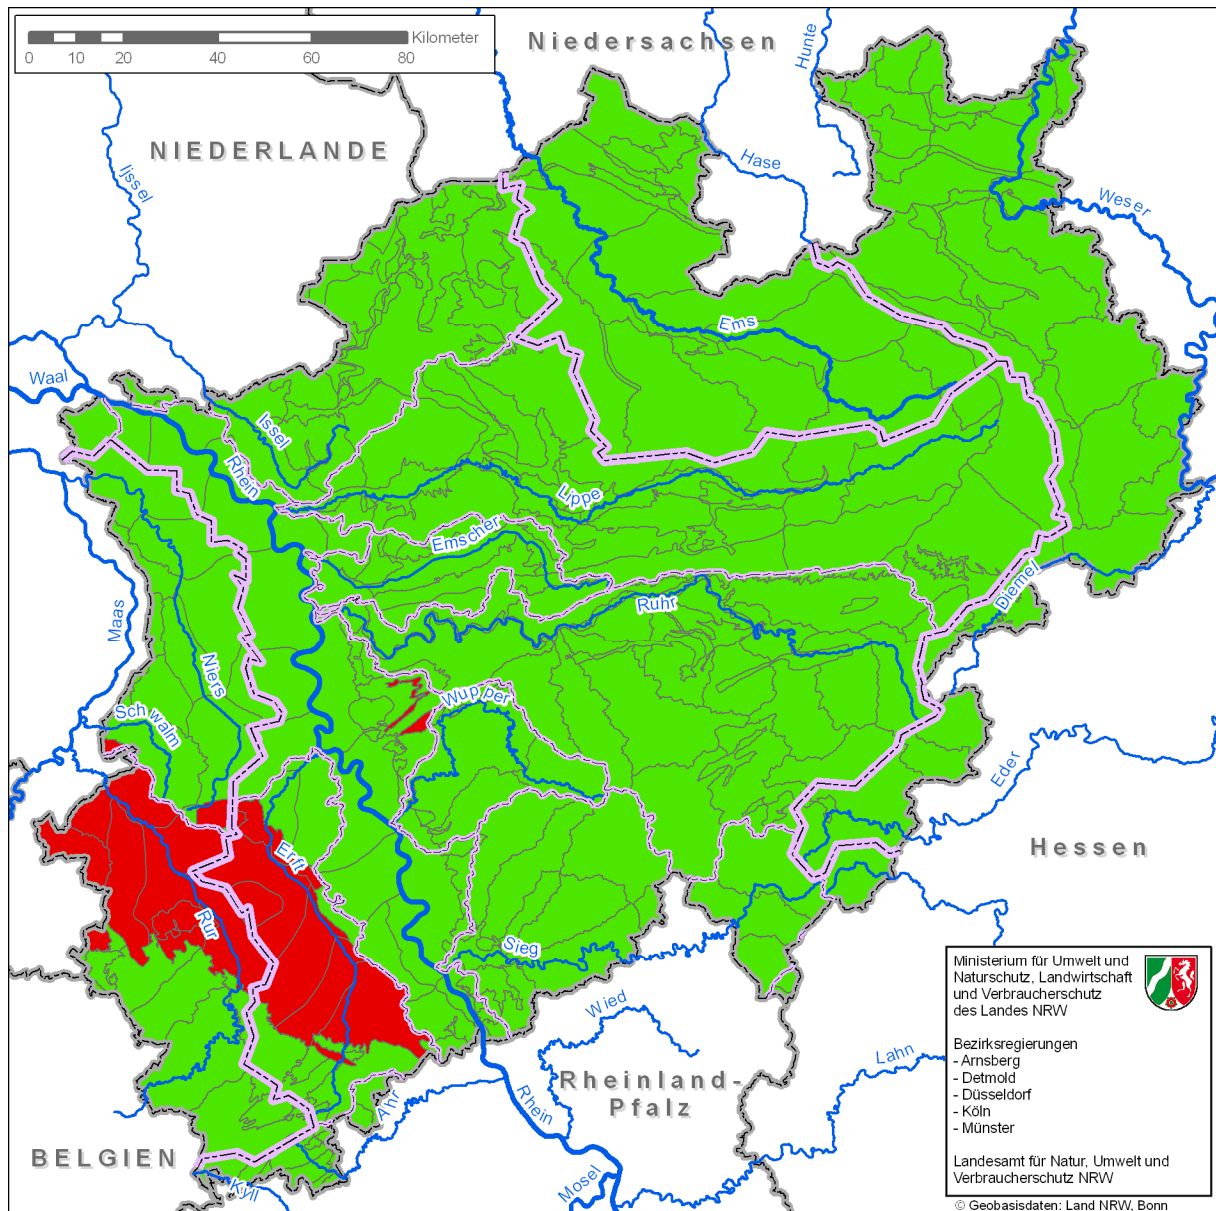 Kilometer
0 10 20 40 60 80
Niedersachsen
Hunte
NIEDERLANDE
Ijssel
Hase
Weser
Ems
Waal
Issel
Rhein
Lippe
Emscher
Diemel
Maas
Ruhr
Niers
Wupper
Schwalm
Eder
Hessen
Erft
Rur
Sieg
Wied
Lahn
Rheinland-
Pfalz
Rhein
Ahr
BELGIEN
Kyll
Mosel
Ministerium für Umwelt und
Naturschutz, Landwirtschaft
und Verbraucherschutz
des Landes NRW
Bezirksregierungen
- Arnsberg
- Detmold
- Düsseldorf
- Köln
- Münster
Landesamt für Natur, Umwelt und
Verbraucherschutz NRW
© Geobasisdaten: Land NRW, Bonn